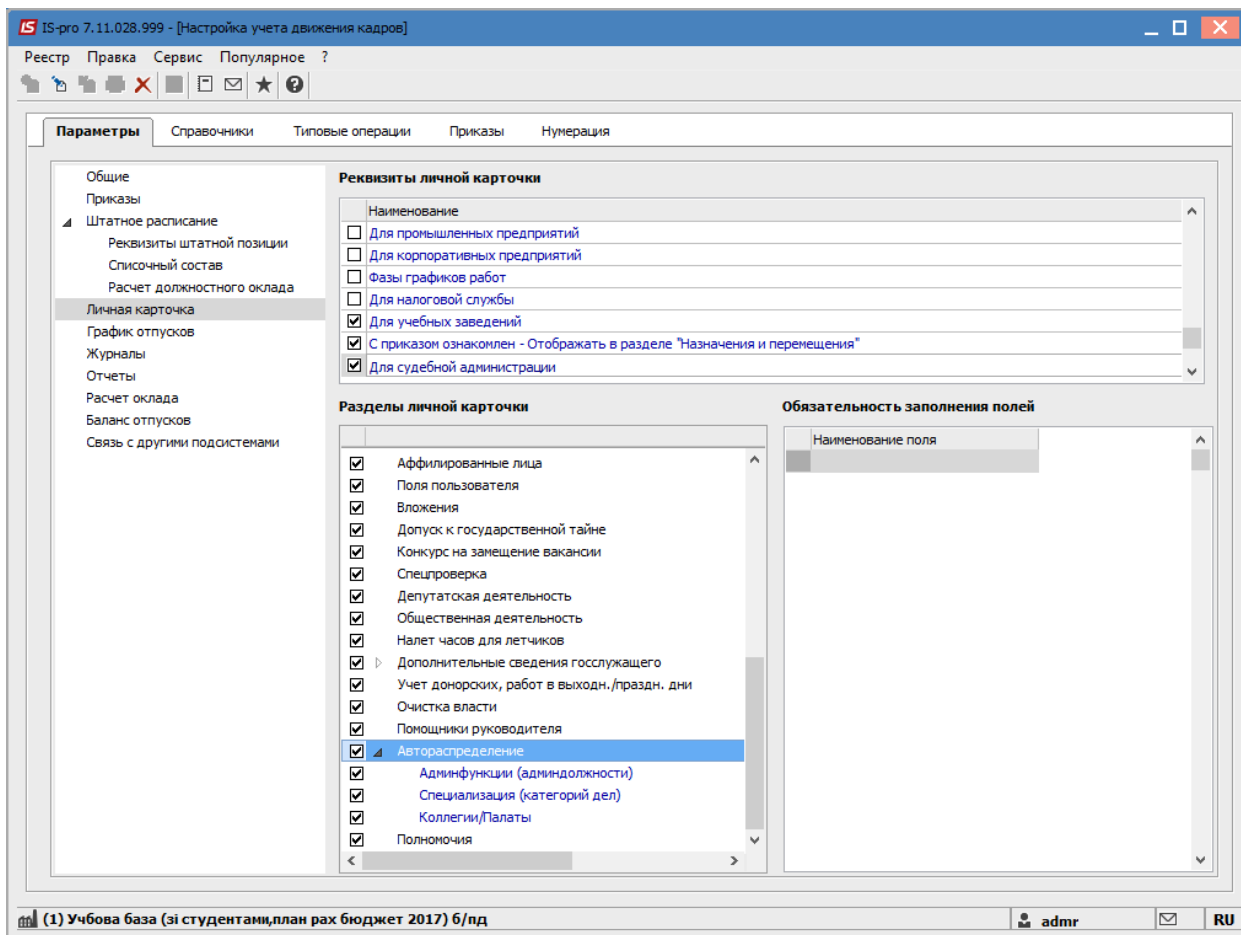 IS-pro 7.11.028.999 - [Настройка учета движения кадров]
Реестр Правка Сервис Популярное ?
Параметры Справочники Типовые операции Приказы Нумерация
Общие
Приказы
Штатное расписание
Реквизиты штатной позиции
Списочный состав
Расчет должностного оклада
Личная карточка
График отпусков
Журналы
Отчеты
Расчет оклада
Баланс отпусков
Связь с другими подсистемами
Реквизиты личной карточки
Наименование
Для промышленных предприятий
Для корпоративных предприятий
Фазы графиков работ
Для налоговой службы
Для учебных заведений
С приказом ознакомлен - Отображать в разделе "Назначения и перемещения"
Для судебной администрации
Разделы личной карточки
Аффилированные лица
Поля пользователя
Вложения
Допуск к государственной тайне
Конкурс на замещение вакансии
Спецпроверка
Депутатская деятельность
Общественная деятельность
Налет часов для летчиков
Дополнительные сведения госслужащего
Учет донорских, работ в выходн./праздн. дни
Очистка власти
Помощники руководителя
Автораспределение
Админфункции (админдолжности)
Специализация (категорий дел)
Коллегии/Палаты
Полномочия
Обязательность заполнения полей
Наименование поля
(1) Учбова база (зі студентами,план рах бюджет 2017) б/пд
admr
RU